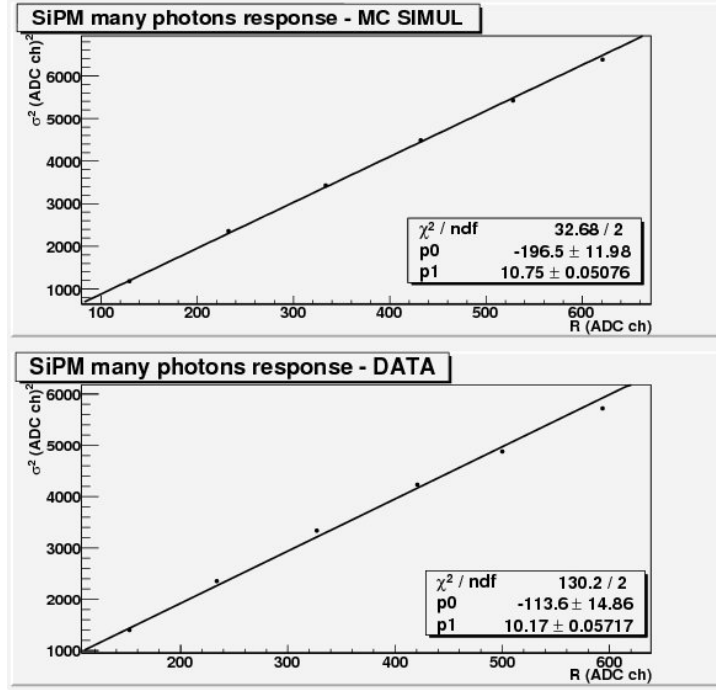 SiPM many photons response - MC SIMUL
σ² (ADC ch)²
6000
5000
4000
3000
2000
1000
χ² / ndf 32.68 / 2
p0 -196.5 ± 11.98
p1 10.75 ± 0.05076
100 200 300 400 500 600
R (ADC ch)
SiPM many photons response - DATA
σ² (ADC ch)²
6000
5000
4000
3000
2000
1000
χ² / ndf 130.2 / 2
p0 -113.6 ± 14.86
p1 10.17 ± 0.05717
200 300 400 500 600
R (ADC ch)